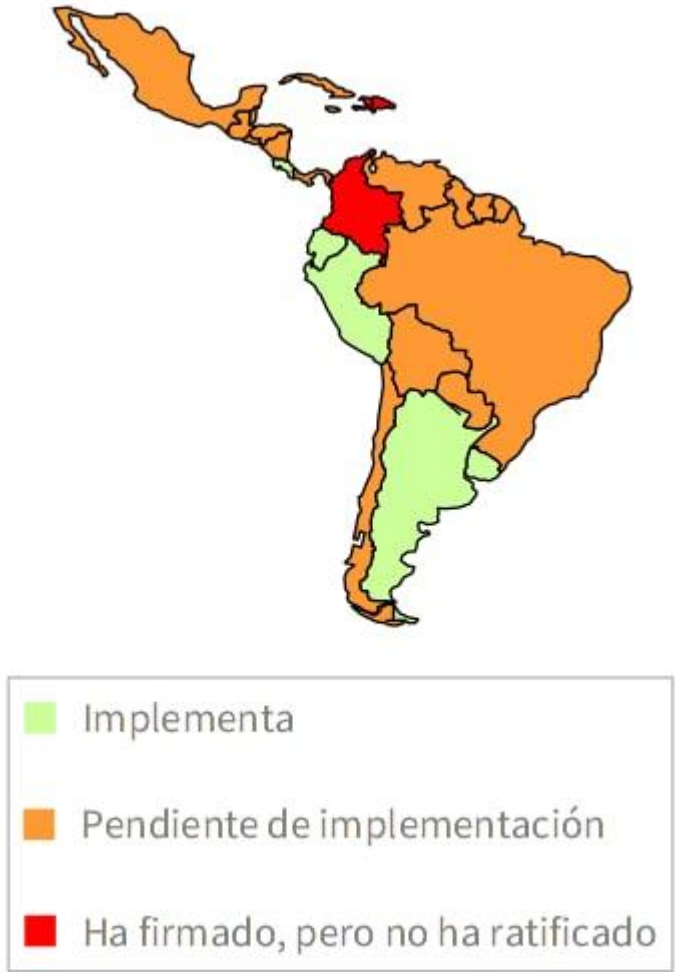 Implementa
Pendiente de implementación
Ha firmado, pero no ha ratificado